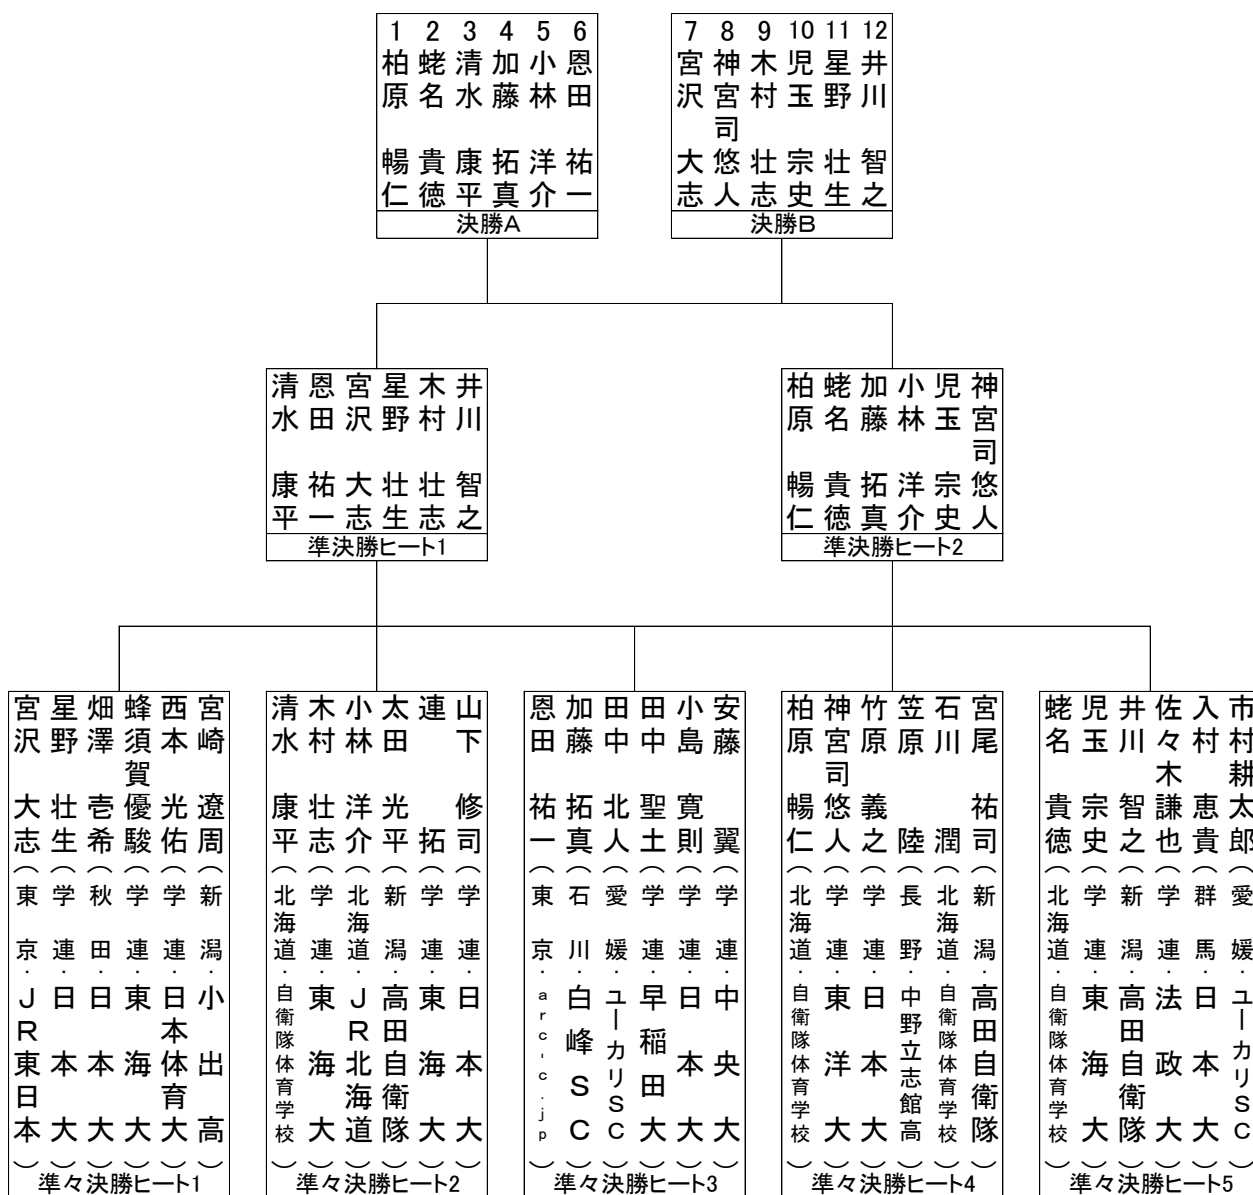 1 柏原 暢仁
2 蛯名 貴徳
3 清水 康平
4 加藤 拓真
5 小林 洋介
6 恩田 祐一
決勝A
7 宮沢 大志
8 神宮司 悠人
9 木村 壮志
10 児玉 宗史
11 星野 壮生
12 井川 智之
決勝B
清水 康平
恩田 祐一
宮沢 大志
星野 壮生
木村 壮志
井川 智之
準決勝ヒート1
柏原 暢仁
蛯名 貴徳
加藤 拓真
小林 洋介
児玉 宗史
神宮司 悠人
準決勝ヒート2
宮沢 大志(東京・JR東日本)
星野 壮生(学連・日本大)
畑澤 壱希(秋田・日本大)
蜂須賀 優駿(学連・東海大)
西本 光佑(学連・日本体育大)
宮崎 遼周(新潟・小出高)
準々決勝ヒート1
清水 康平(北海道・自衛隊体育学校)
木村 壮志(学連・東海大)
小林 洋介(北海道・JR北海道)
太田 光平(新潟・高田自衛隊)
連 拓(学連・東海大)
山下 修司(学連・日本大)
準々決勝ヒート2
恩田 祐一(東京・arc'c.jp)
加藤 拓真(石川・白峰SC)
田中 北人(愛媛・ユーカリSC)
田中 聖土(学連・早稲田大)
小島 寛則(学連・日本大)
安藤 翼(学連・中央大)
準々決勝ヒート3
柏原 暢仁(北海道・自衛隊体育学校)
神宮司 悠人(学連・東洋大)
竹原 義之(学連・日本大)
笠原 陸(長野・中野立志館高)
石川 潤(北海道・自衛隊体育学校)
宮尾 祐司(新潟・高田自衛隊)
準々決勝ヒート4
蛯名 貴徳(北海道・自衛隊体育学校)
児玉 宗史(学連・東海大)
井川 智之(新潟・高田自衛隊)
佐々木 謙也(学連・法政大)
入村 恵貴(群馬・日本大)
市村 耕太郎(愛媛・ユーカリSC)
準々決勝ヒート5